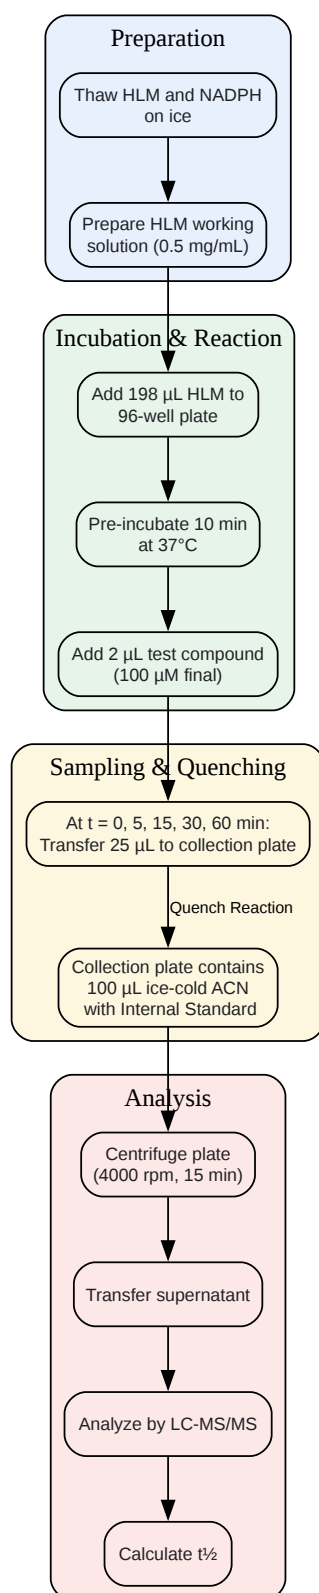 Preparation
Thaw HLM and NADPH
on ice
Prepare HLM working
solution (0.5 mg/mL)
Incubation & Reaction
Add 198 µL HLM to
96-well plate
Pre-incubate 10 min
at 37°C
Add 2 µL test compound
(100 µM final)
Sampling & Quenching
At t = 0, 5, 15, 30, 60 min:
Transfer 25 µL to collection plate
Quench Reaction
Collection plate contains
100 µL ice-cold ACN
with Internal Standard
Analysis
Centrifuge plate
(4000 rpm, 15 min)
Transfer supernatant
Analyze by LC-MS/MS
Calculate t½